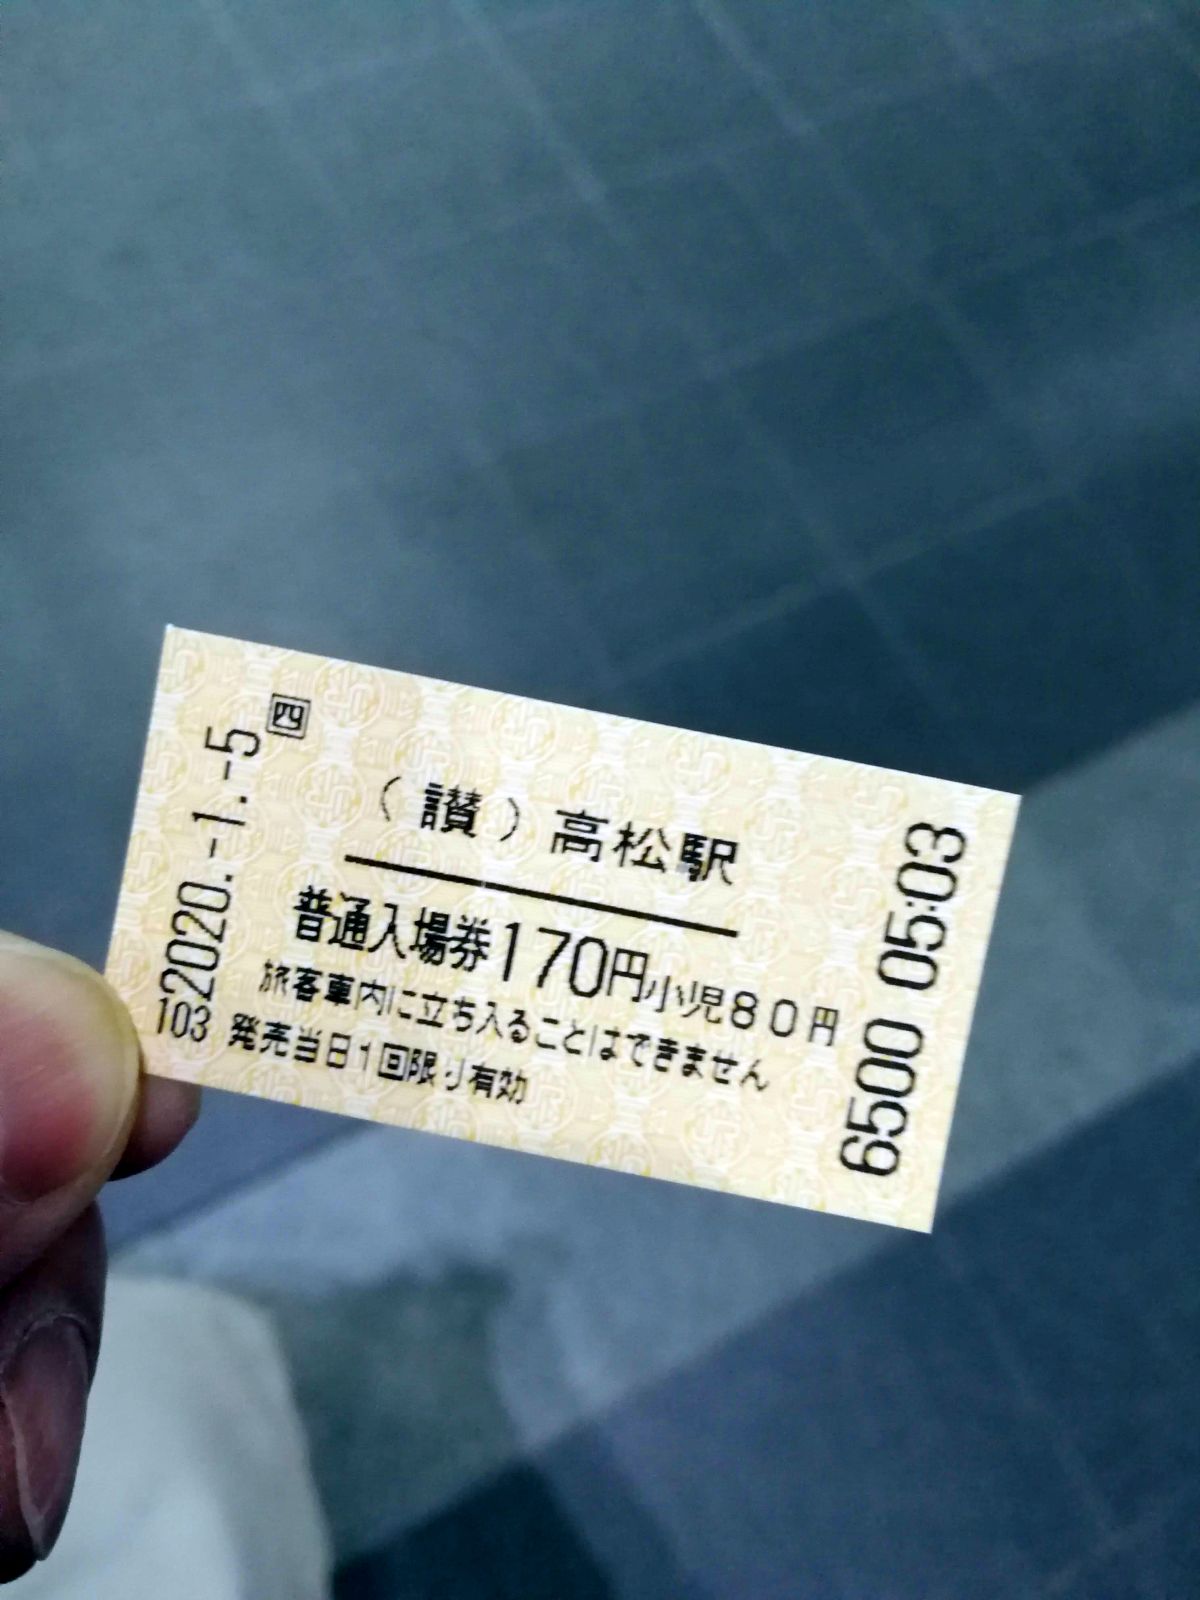 四
2020.-1.-5
(讃)高松駅
普通入場券170円小児80円
旅客車内に立ち入ることはできません
発売当日1回限り有効
103
6500 05:03